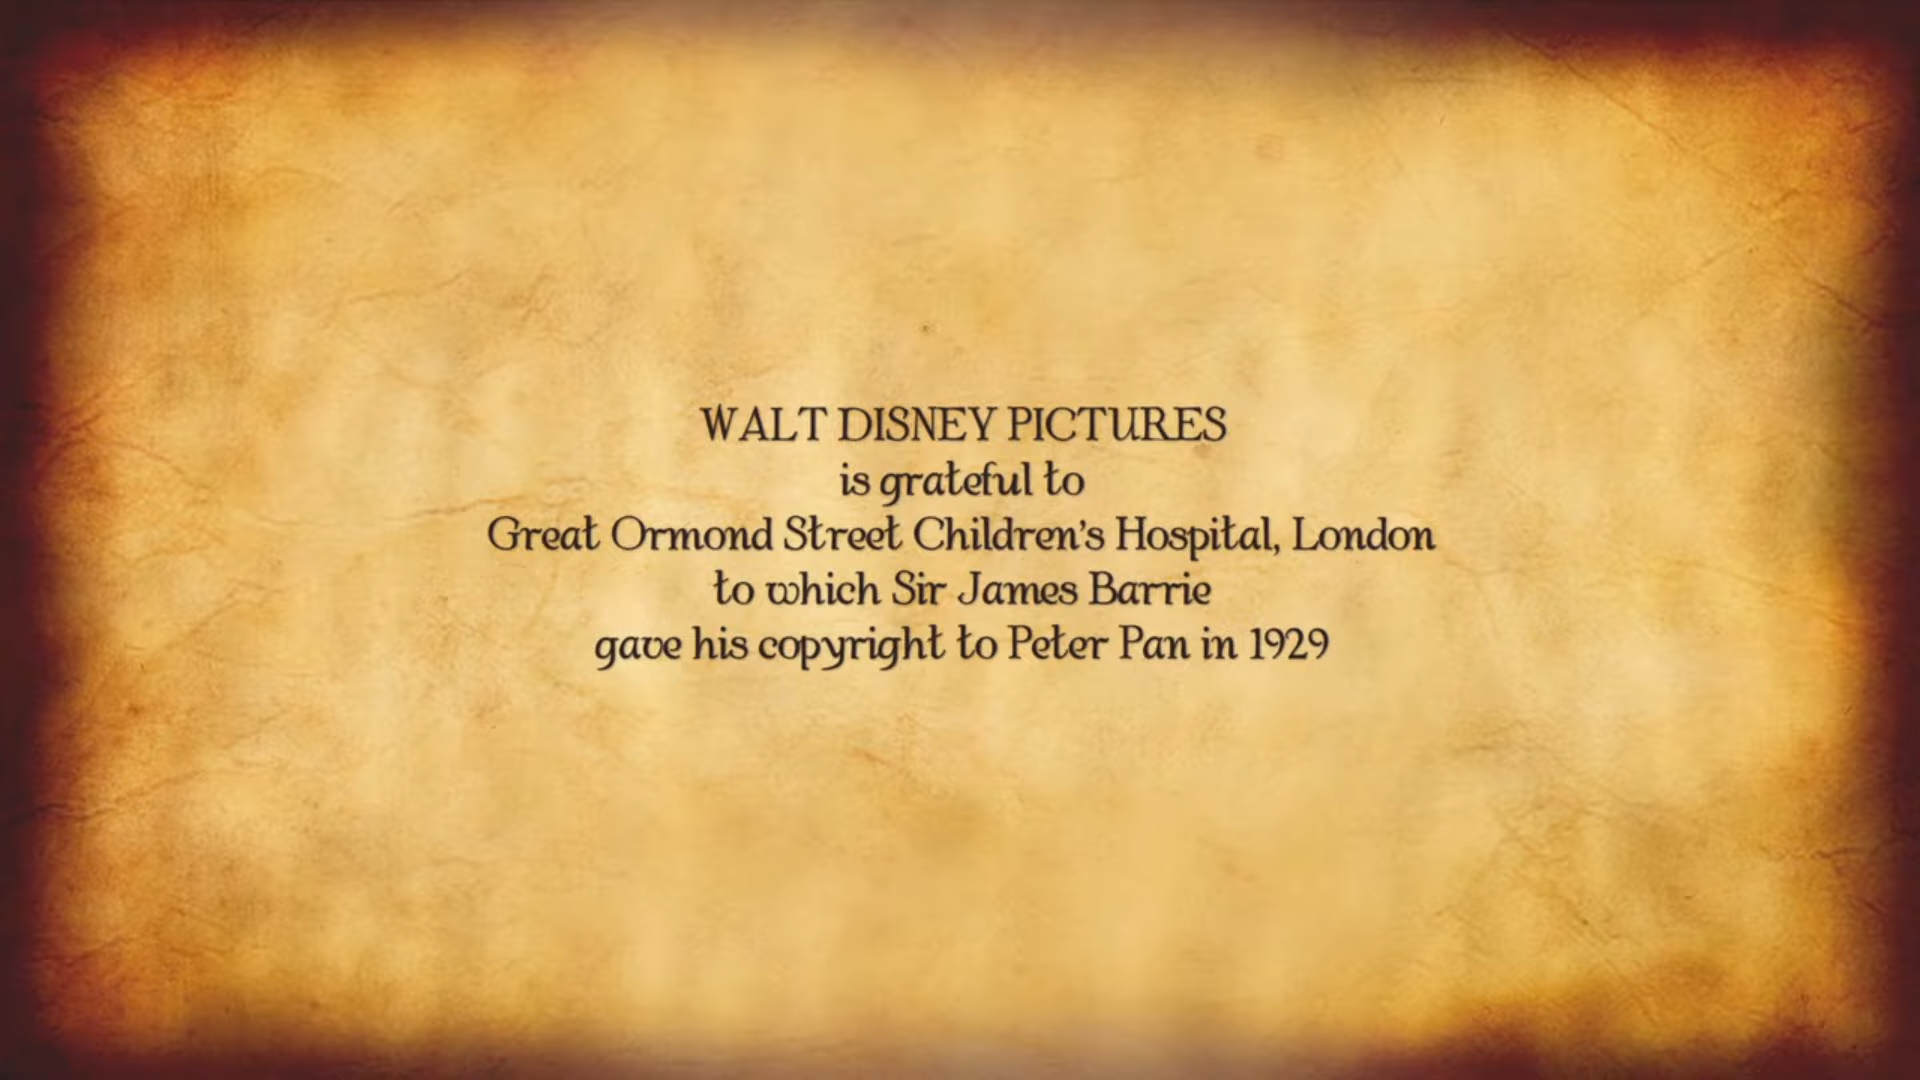 WALT DISNEY PICTURES
is grateful to
Great Ormond Street Children's Hospital, London
to which Sir James Barrie
gave his copyright to Peter Pan in 1929